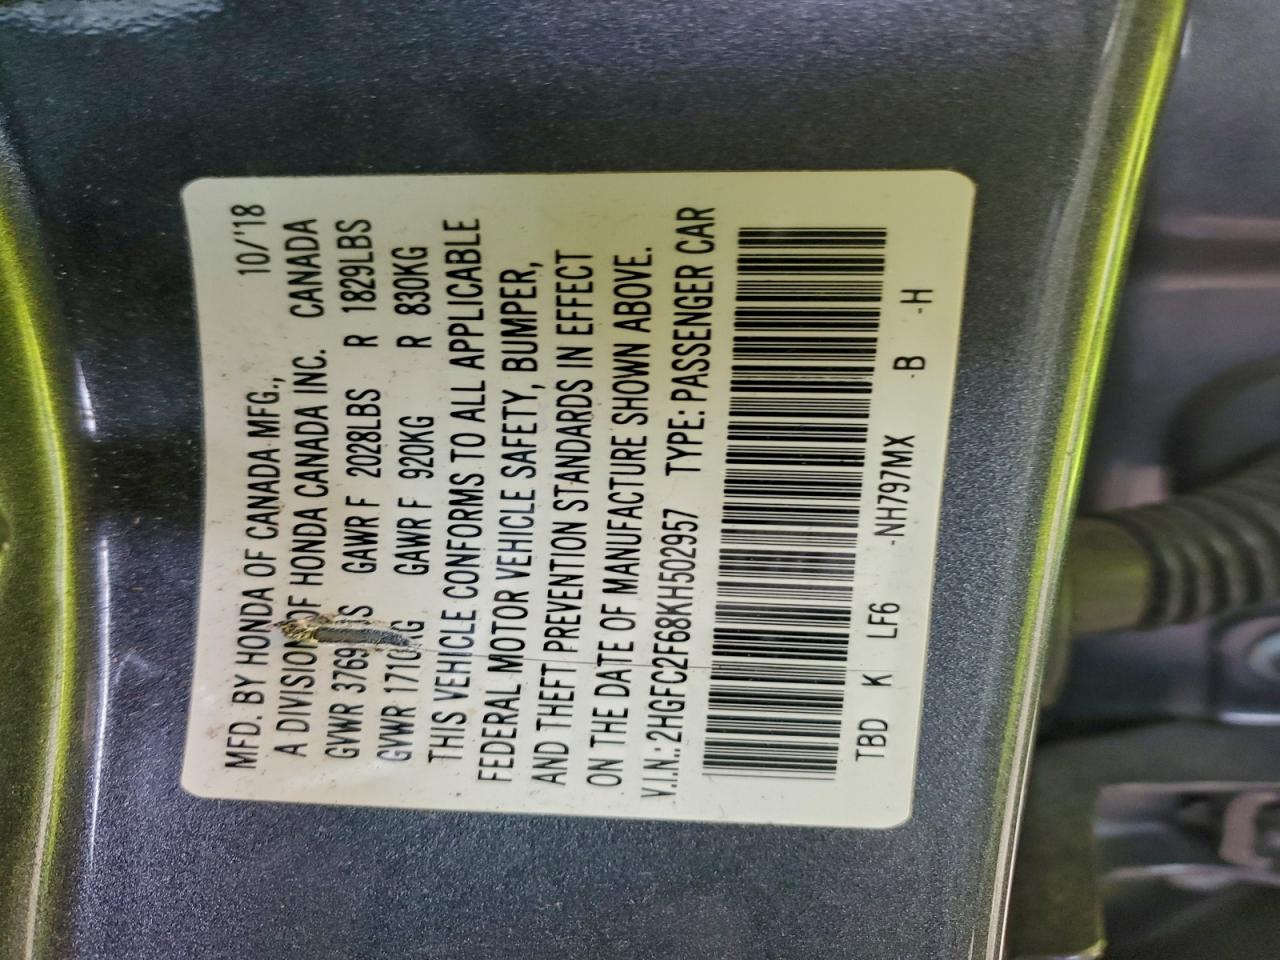 MFD. BY HONDA OF CANADA MFG., 10/'18
A DIVISION OF HONDA CANADA INC. CANADA
GVWR GAWR F 2028LBS R 1829LBS
GVWR GAWR F 920KG R 830KG
THIS VEHICLE CONFORMS TO ALL APPLICABLE
FEDERAL MOTOR VEHICLE SAFETY, BUMPER,
AND THEFT PREVENTION STANDARDS IN EFFECT
ON THE DATE OF MANUFACTURE SHOWN ABOVE.
V.I.N.: 2HGFC2F68KH502957 TYPE: PASSENGER CAR
TBD K LF6 -NH797MX -B -H